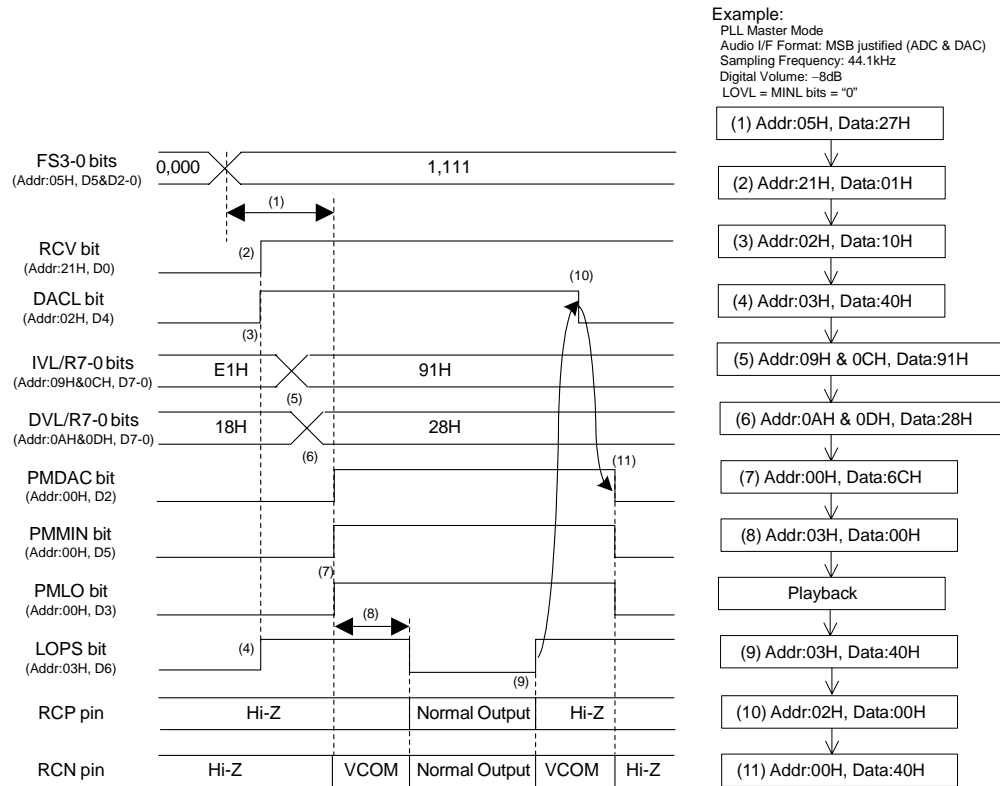 Example:
PLL Master Mode
Audio I/F Format: MSB justified (ADC & DAC)
Sampling Frequency: 44.1kHz
Digital Volume: −8dB
LOVL = MINL bits = “0”
FS3-0 bits
(Addr:05H, D5&D2-0)
0,000
1,111
(1)
RCV bit
(Addr:21H, D0)
(2)
DACL bit
(Addr:02H, D4)
(3)
(10)
IVL/R7-0 bits
(Addr:09H&0CH, D7-0)
E1H
91H
(5)
DVL/R7-0 bits
(Addr:0AH&0DH, D7-0)
18H
28H
(6)
PMDAC bit
(Addr:00H, D2)
(11)
PMMIN bit
(Addr:00H, D5)
(7)
PMLO bit
(Addr:00H, D3)
(8)
LOPS bit
(Addr:03H, D6)
(4)
(9)
RCP pin
Hi-Z
Normal Output
Hi-Z
RCN pin
Hi-Z
VCOM
Normal Output
VCOM
Hi-Z
(1) Addr:05H, Data:27H
(2) Addr:21H, Data:01H
(3) Addr:02H, Data:10H
(4) Addr:03H, Data:40H
(5) Addr:09H & 0CH, Data:91H
(6) Addr:0AH & 0DH, Data:28H
(7) Addr:00H, Data:6CH
(8) Addr:03H, Data:00H
Playback
(9) Addr:03H, Data:40H
(10) Addr:02H, Data:00H
(11) Addr:00H, Data:40H